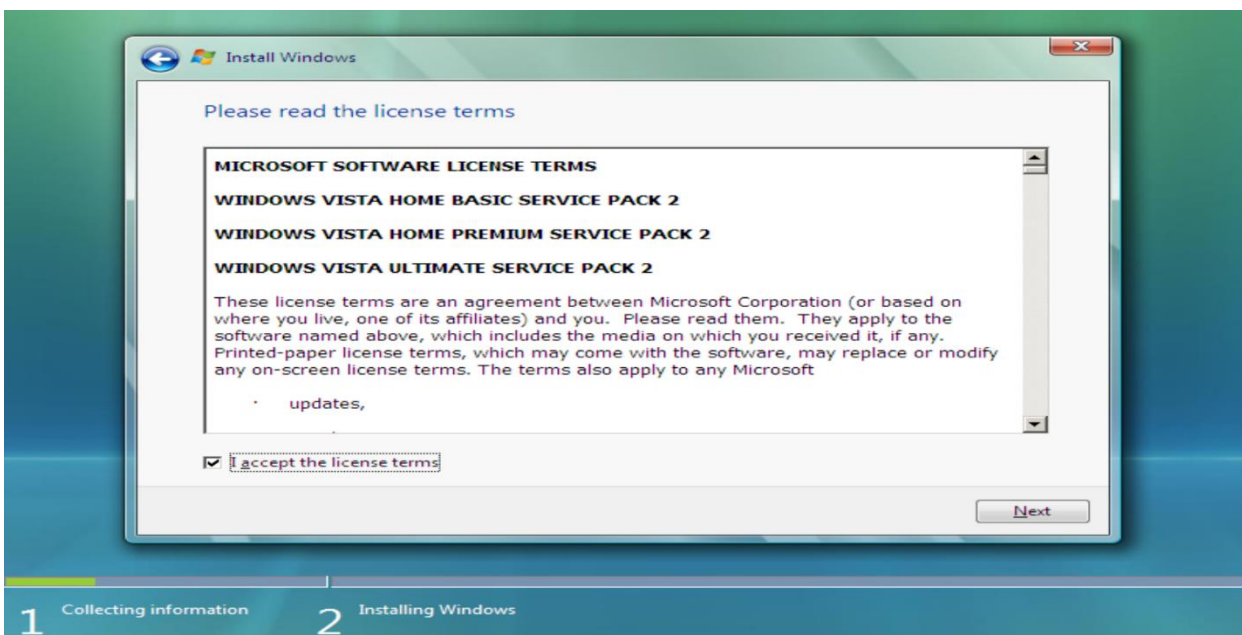 Install Windows
Please read the license terms
MICROSOFT SOFTWARE LICENSE TERMS
WINDOWS VISTA HOME BASIC SERVICE PACK 2
WINDOWS VISTA HOME PREMIUM SERVICE PACK 2
WINDOWS VISTA ULTIMATE SERVICE PACK 2
These license terms are an agreement between Microsoft Corporation (or based on
where you live, one of its affiliates) and you.  Please read them.  They apply to the
software named above, which includes the media on which you received it, if any.
Printed-paper license terms, which may come with the software, may replace or modify
any on-screen license terms. The terms also apply to any Microsoft
· updates,
I accept the license terms
Next
1 Collecting information
2 Installing Windows